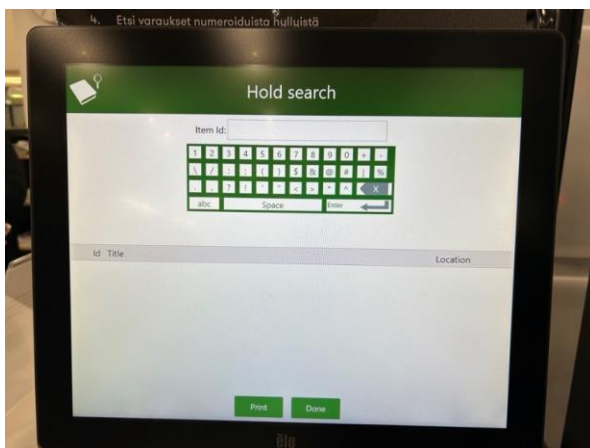 4. Etsi varaukset numeroiduista hyllyistä
Hold search
Item Id:
1 2 3 4 5 6 7 8 9 0 + -
\ / : ; ( ) $ & @ # ! %
. , ? ! ' " < > * ^ X
abc Space Enter
Id Title Location
Print Done
elo